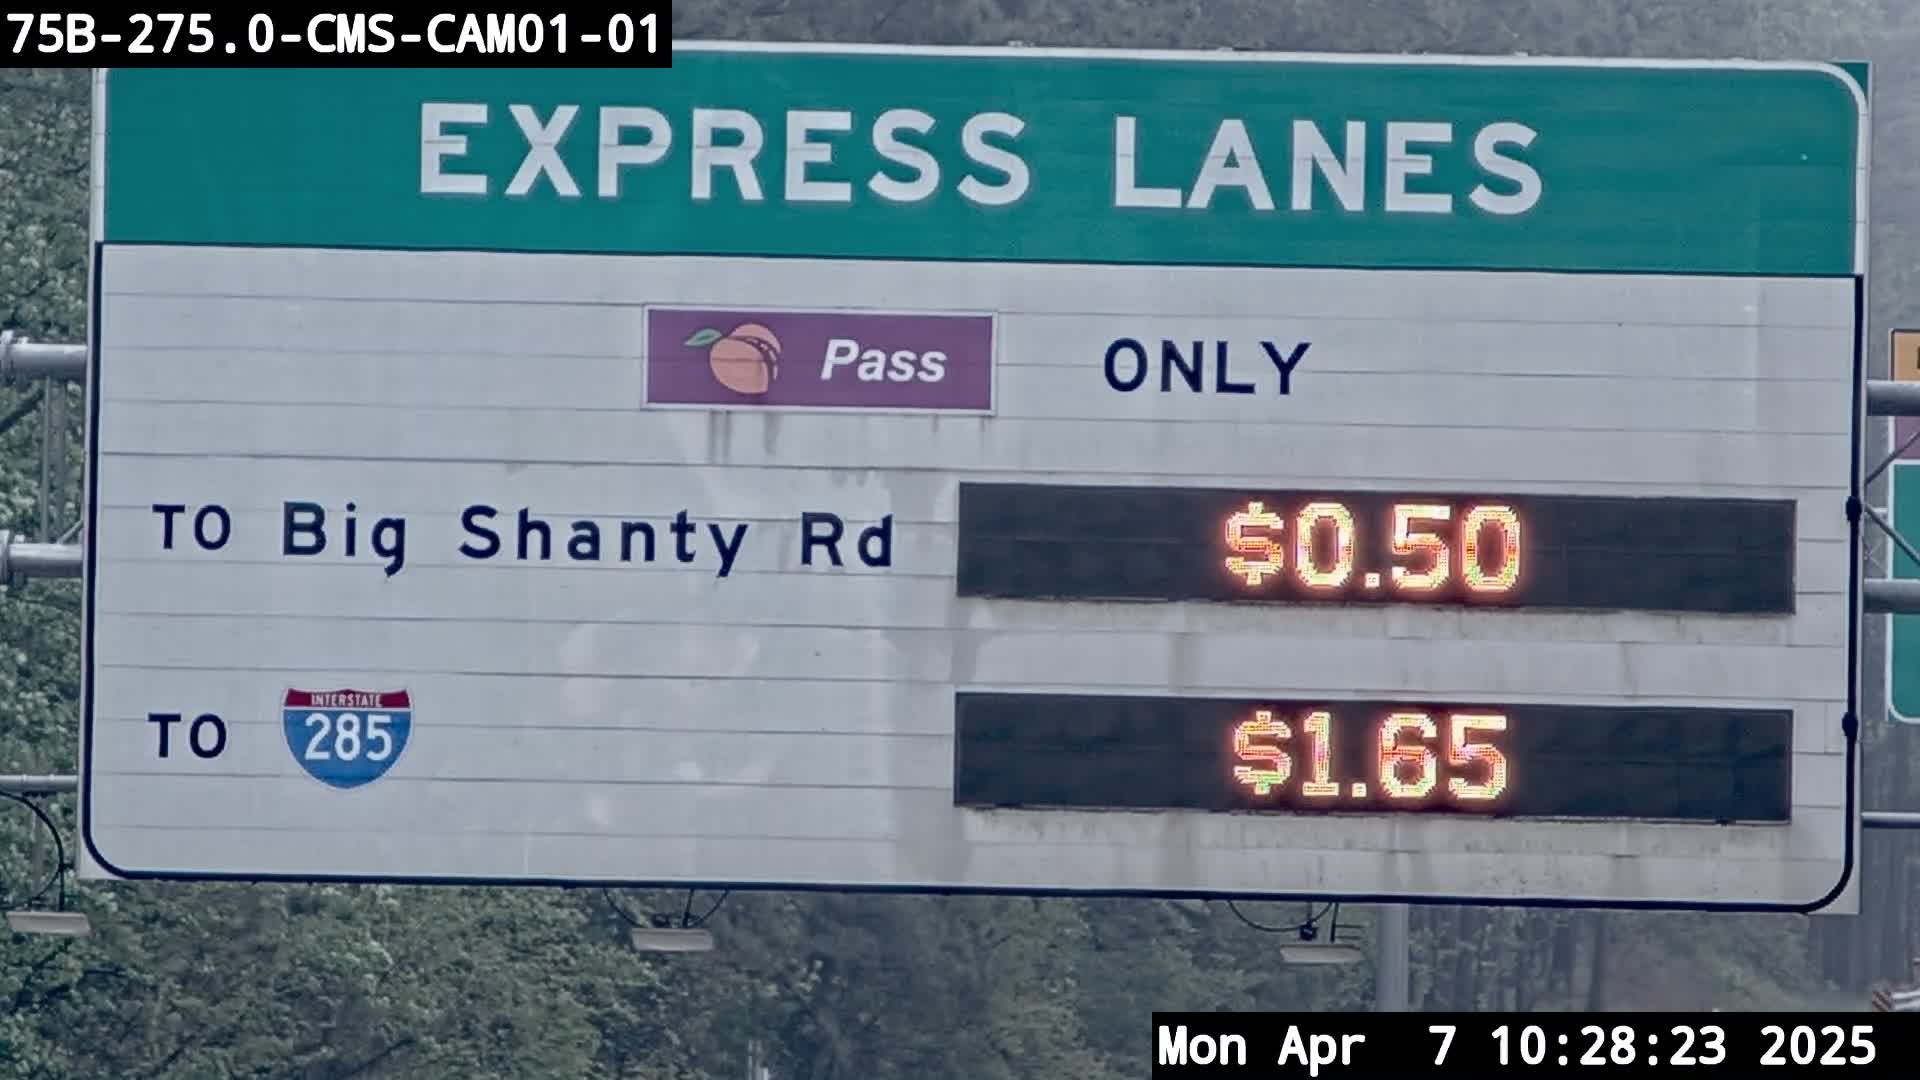 75B-275.0-CMS-CAM01-01
EXPRESS LANES
Pass ONLY
TO Big Shanty Rd $0.50
INTERSTATE
TO 285 $1.65
Mon Apr 7 10:28:23 2025